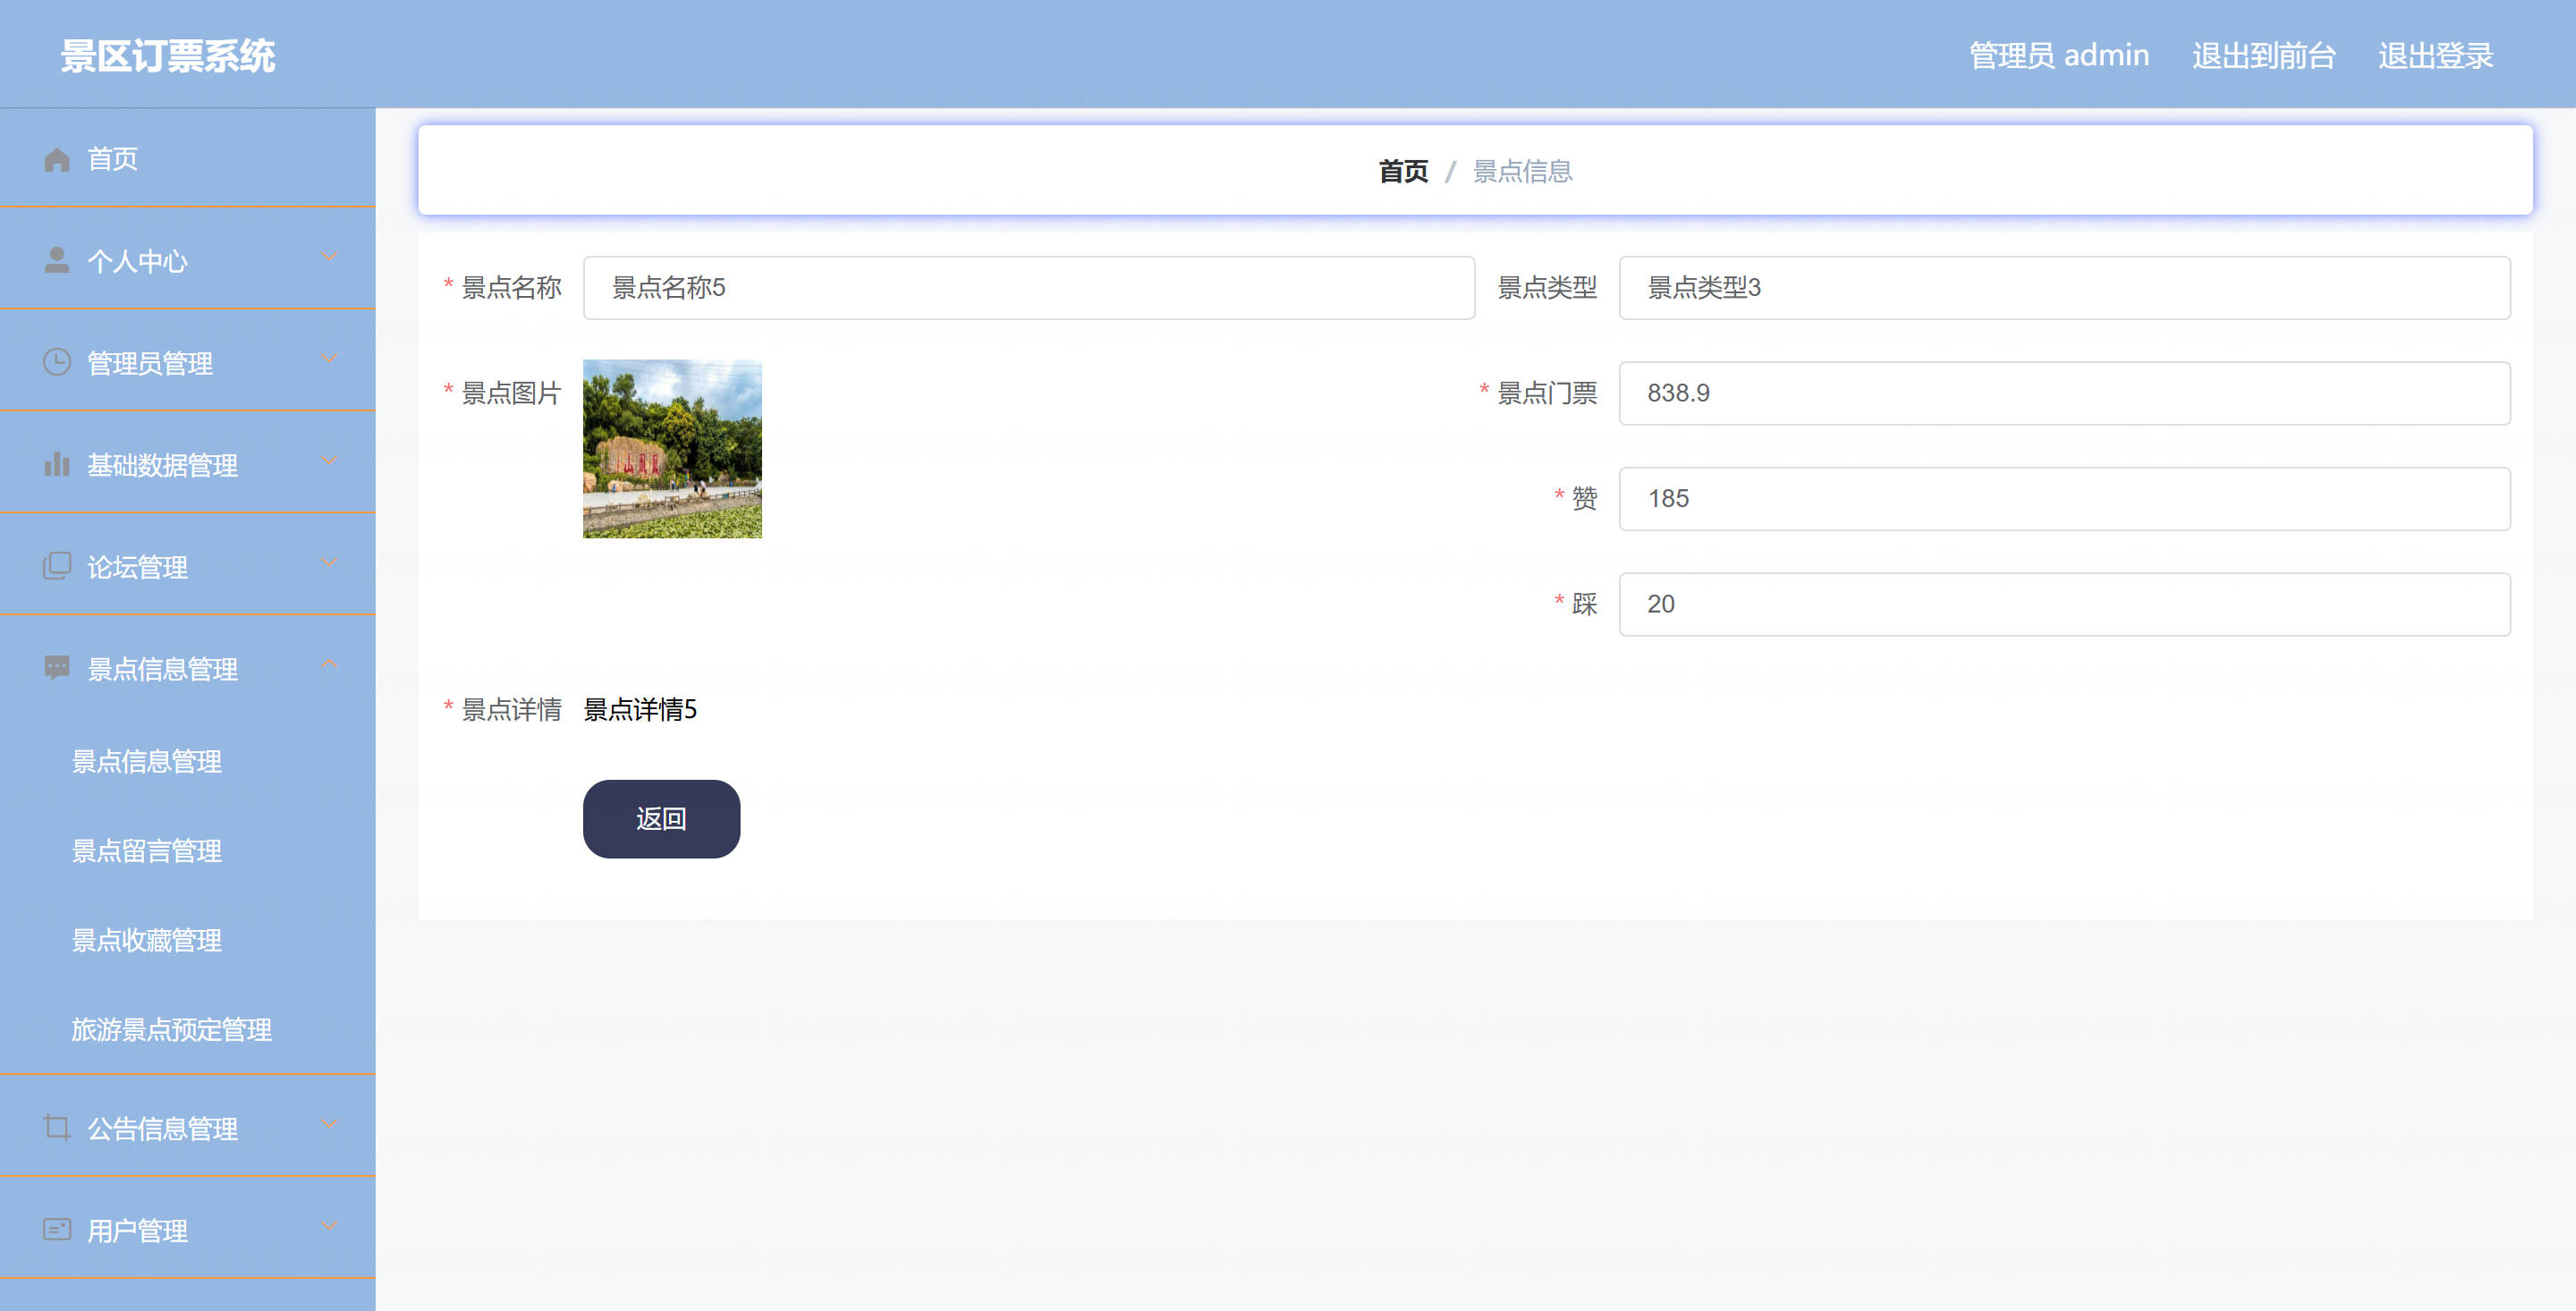 景区订票系统
管理员 admin
退出到前台
退出登录
首页
个人中心
管理员管理
基础数据管理
论坛管理
景点信息管理
景点信息管理
景点留言管理
景点收藏管理
旅游景点预定管理
公告信息管理
用户管理
首页 / 景点信息
* 景点名称 景点名称5
景点类型 景点类型3
* 景点图片
* 景点门票 838.9
* 赞 185
* 踩 20
* 景点详情 景点详情5
返回